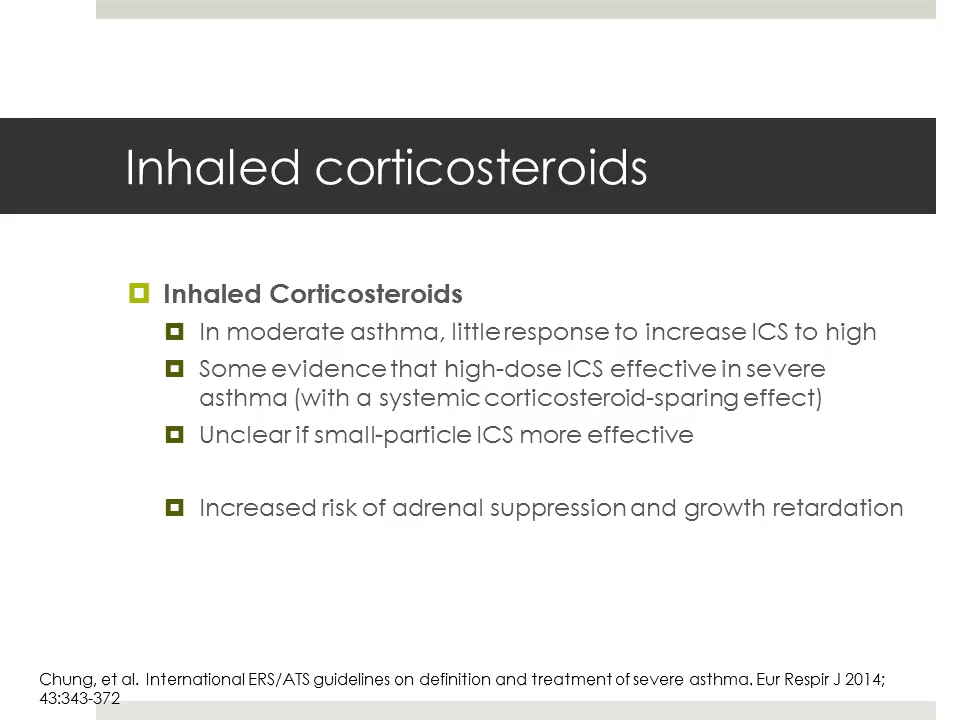 Inhaled corticosteroids
Inhaled Corticosteroids
In moderate asthma, little response to increase ICS to high
Some evidence that high-dose ICS effective in severe
asthma (with a systemic corticosteroid-sparing effect)
Unclear if small-particle ICS more effective
Increased risk of adrenal suppression and growth retardation
Chung, et al. International ERS/ATS guidelines on definition and treatment of severe asthma. Eur Respir J 2014;
43:343-372